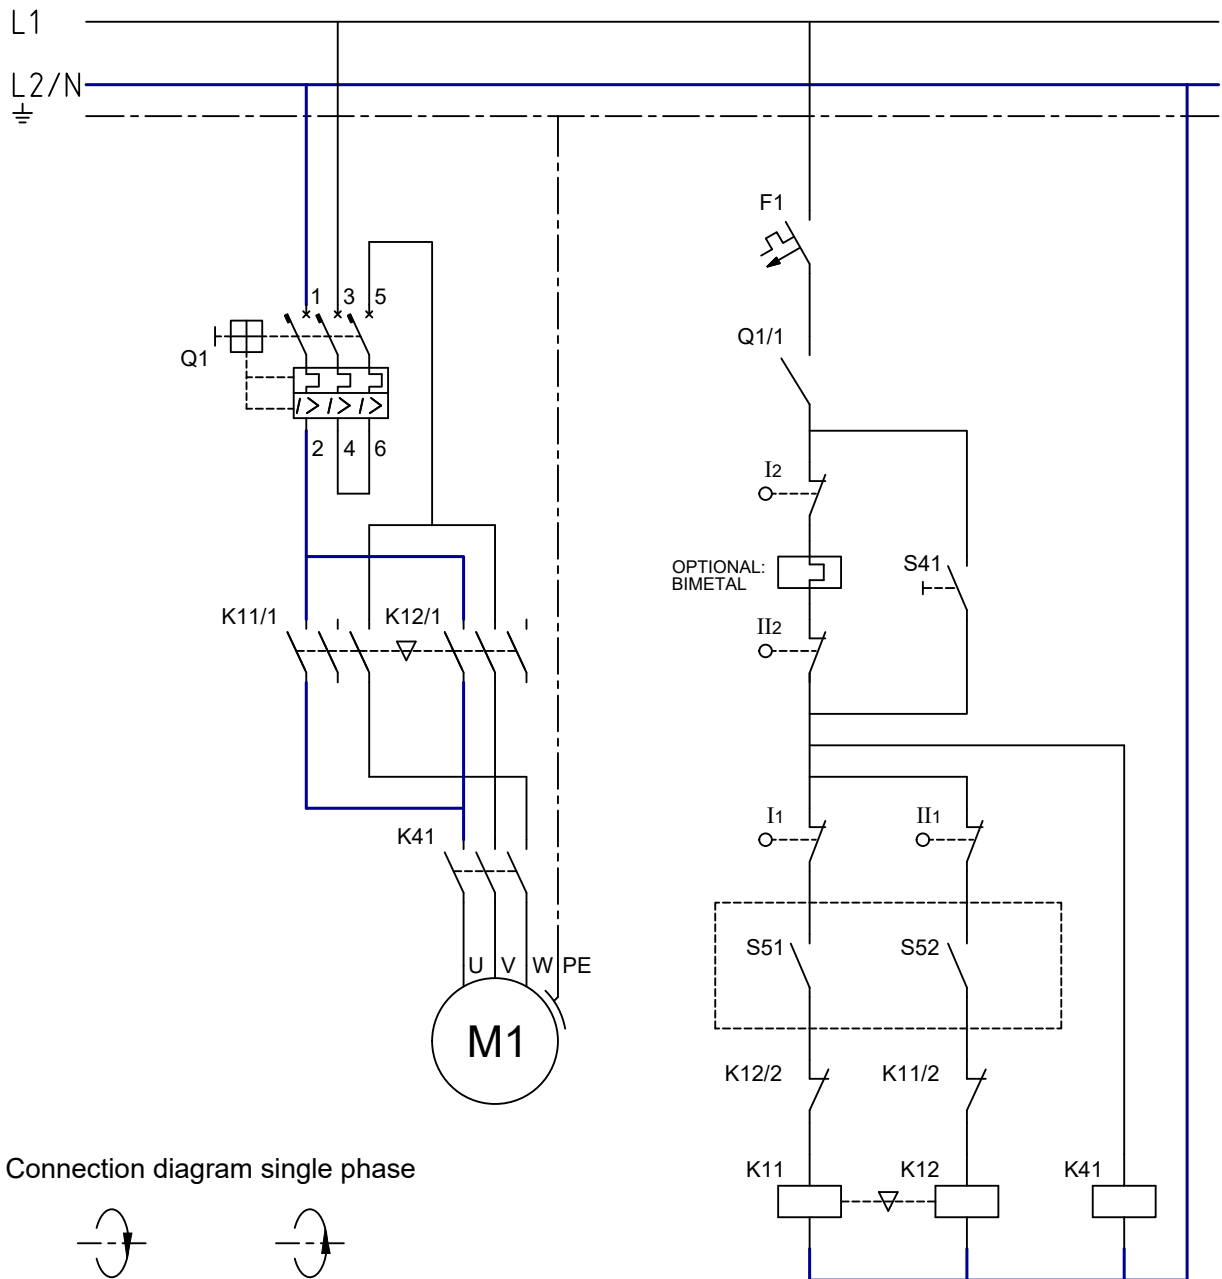 L1
L2/N
F1
1 3 5
Q1
Q1/1
I> I> I>
2 4 6
I2
OPTIONAL:
BIMETAL
S41
K11/1 K12/1
II2
K41
I1 II1
S51 S52
U V W PE
M1
K12/2 K11/2
Connection diagram single phase
K11 K12 K41